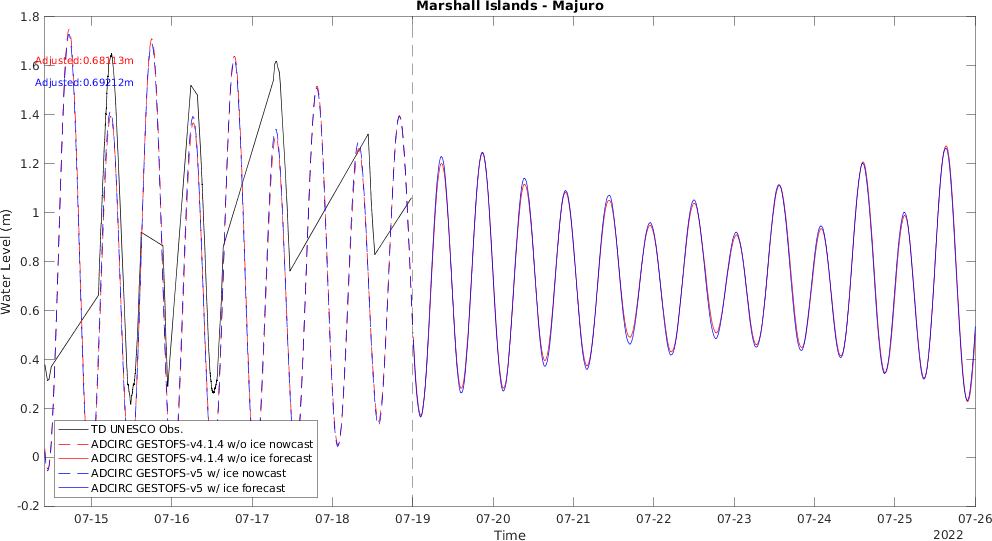 Marshall Islands - Majuro
1.8
1.6
1.4
1.2
1
0.8
0.6
0.4
0.2
0
-0.2
Water Level (m)
Adjusted:0.68113m
Adjusted:0.69212m
TD UNESCO Obs.
ADCIRC GESTOFS-v4.1.4 w/o ice nowcast
ADCIRC GESTOFS-v4.1.4 w/o ice forecast
ADCIRC GESTOFS-v5 w/ ice nowcast
ADCIRC GESTOFS-v5 w/ ice forecast
07-15 07-16 07-17 07-18 07-19 07-20 07-21 07-22 07-23 07-24 07-25 07-26
Time
2022